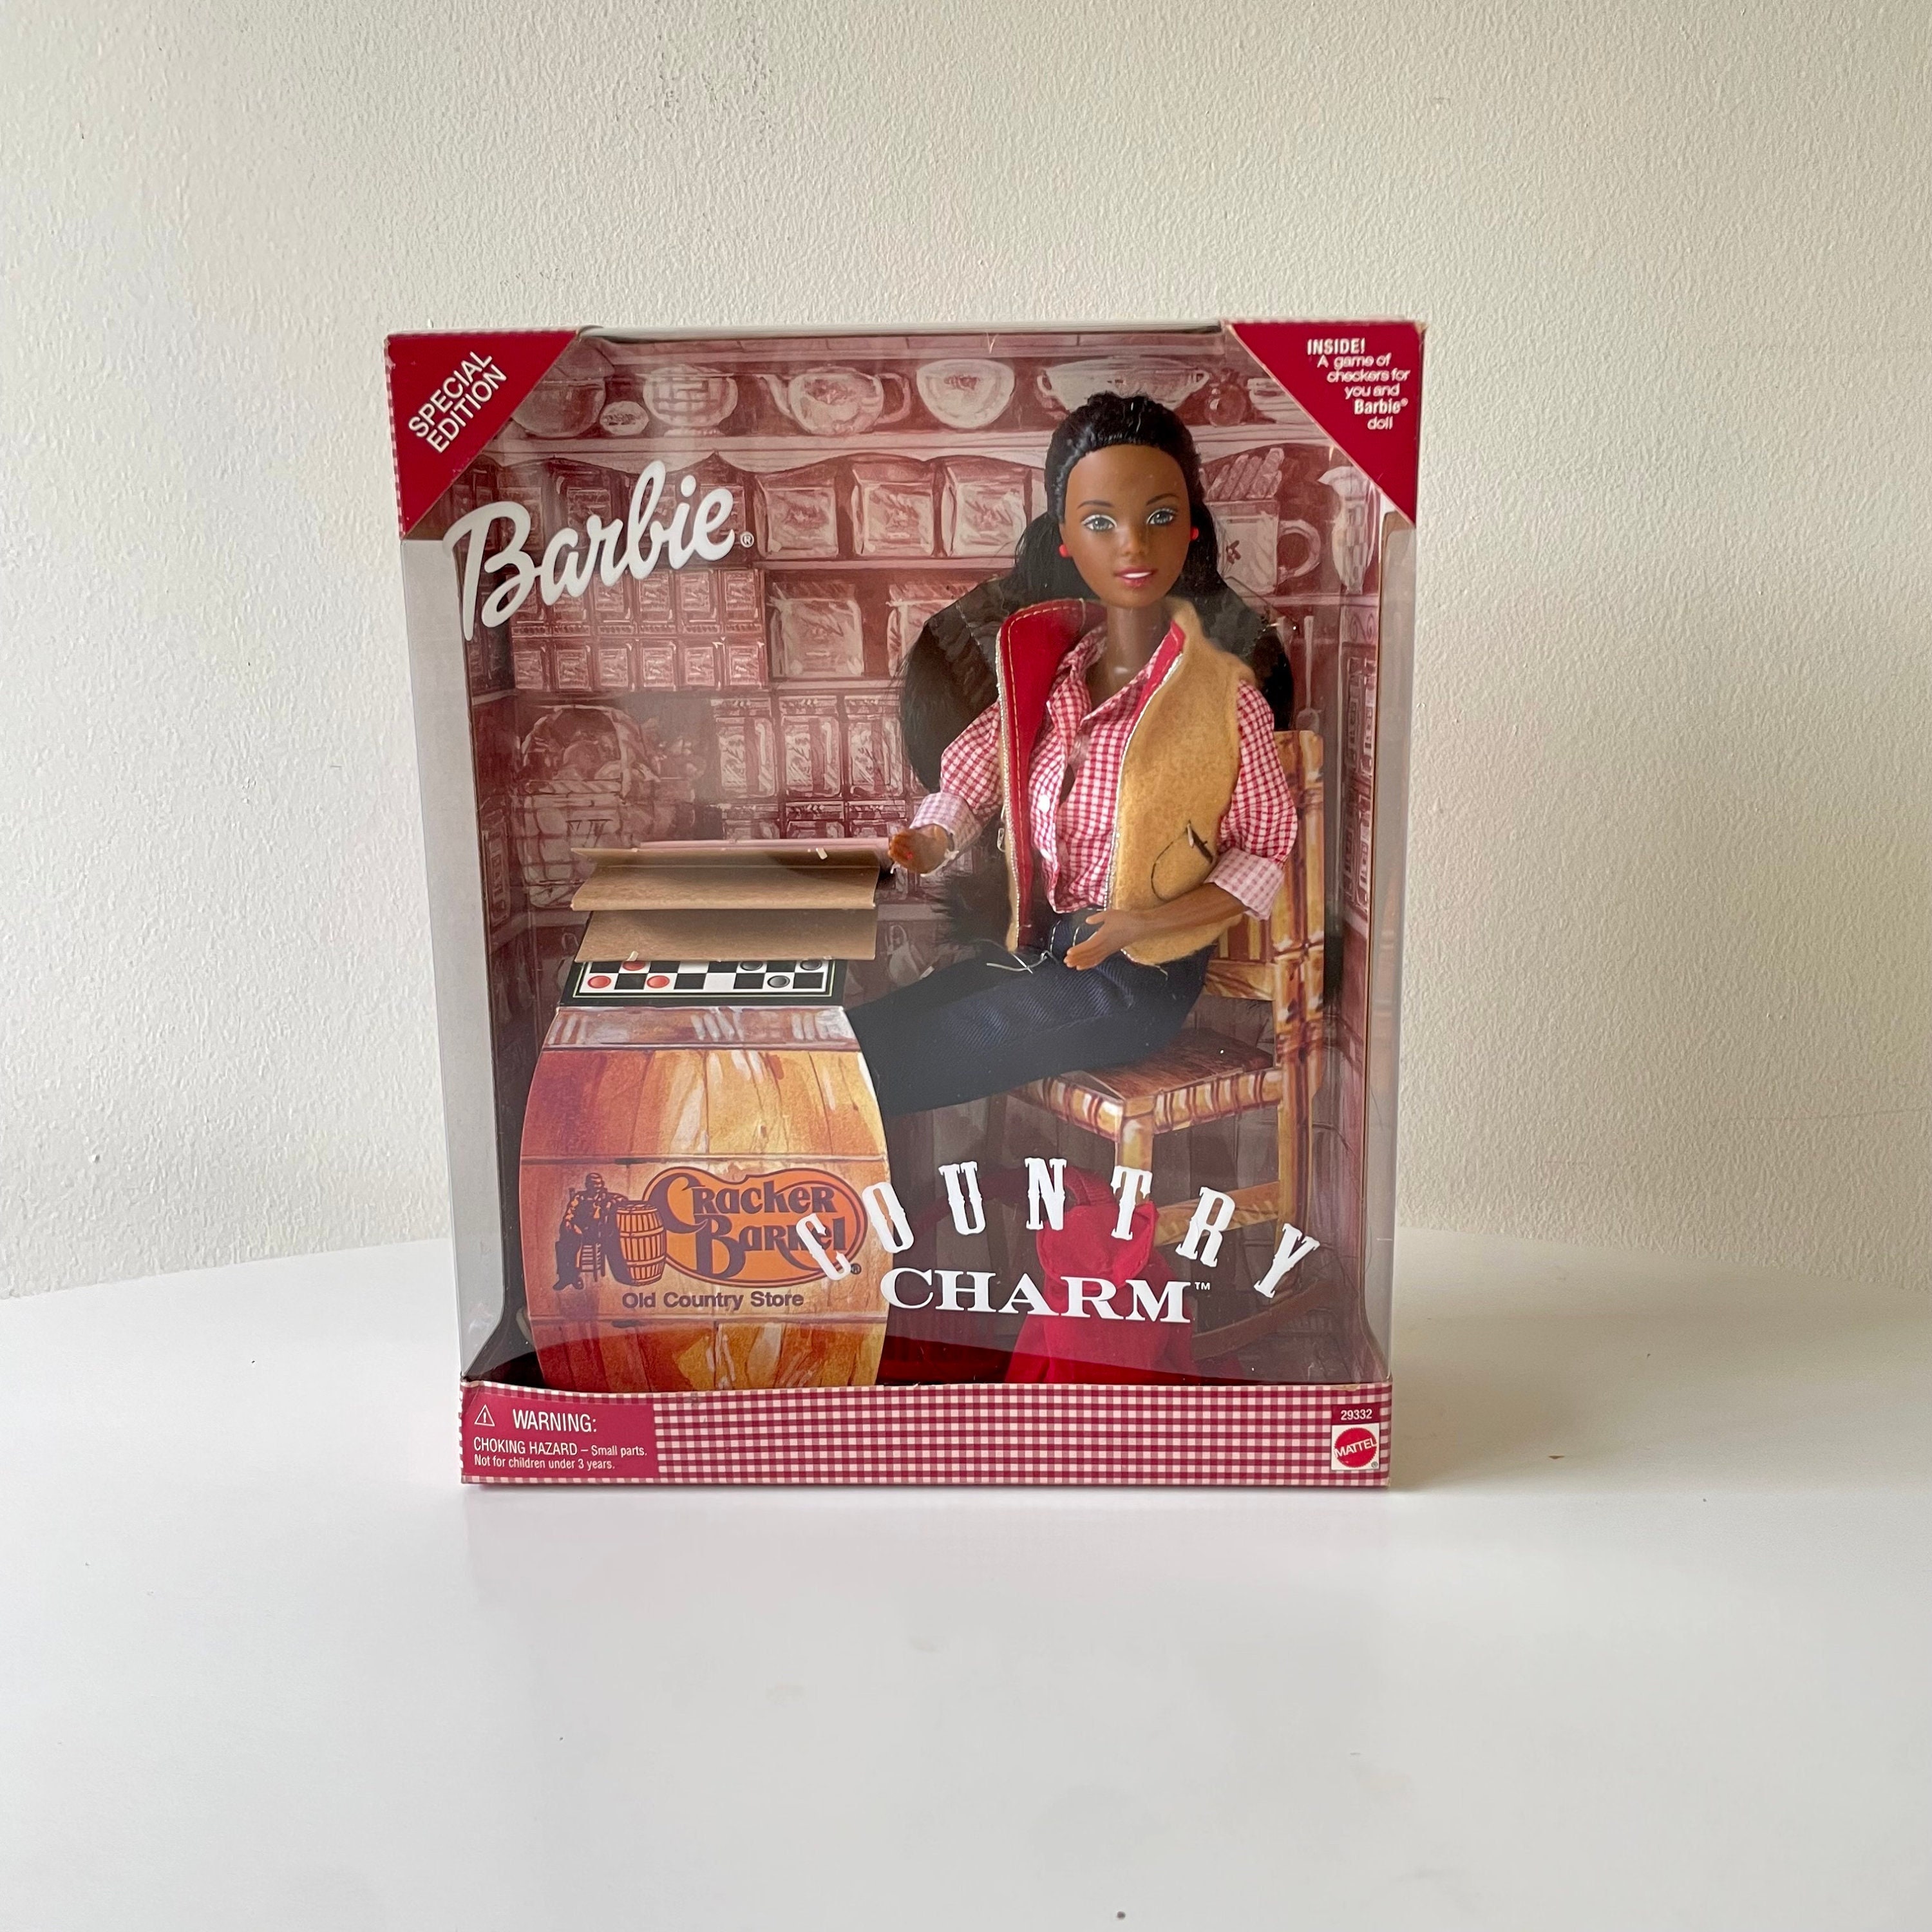 SPECIAL
EDITION
INSIDE!
A game of
checkers for
you and
Barbie®
doll
Barbie®
Cracker
Barrel®
Old Country Store
COUNTRY
CHARM™
⚠ WARNING:
CHOKING HAZARD – Small parts.
Not for children under 3 years.
29332
MATTEL®